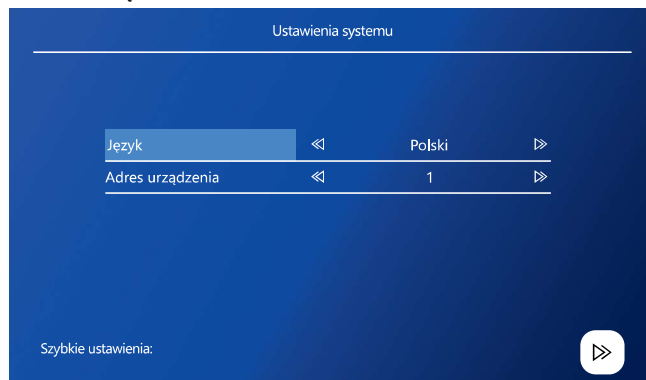 Ustawienia systemu
Język Polski
Adres urządzenia 1
Szybkie ustawienia: